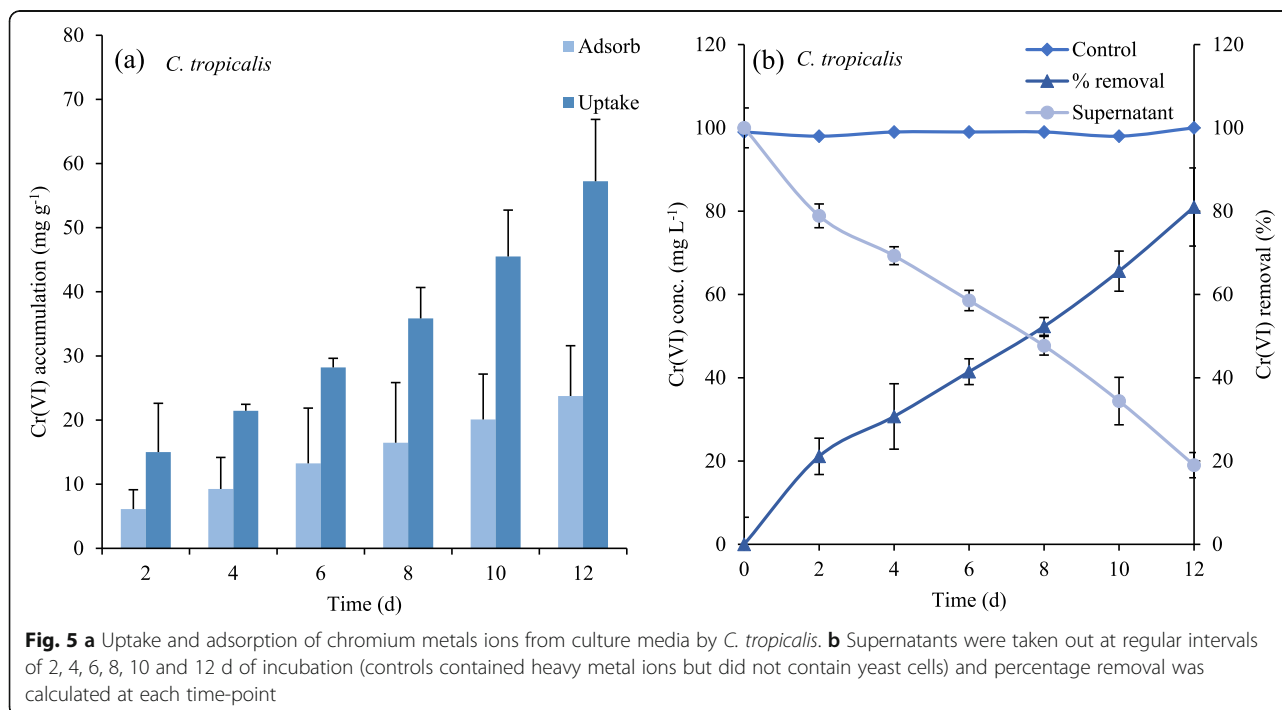 (a) C. tropicalis
Adsorb
Uptake
Cr(VI) accumulation (mg g-1)
80
70
60
50
40
30
20
10
0
2 4 6 8 10 12
Time (d)
(b) C. tropicalis
Control
% removal
Supernatant
Cr(VI) conc. (mg L-1)
120
100
80
60
40
20
0
0 2 4 6 8 10 12
Time (d)
120
100
80
60
40
20
0
Cr(VI) removal (%)
Fig. 5 a Uptake and adsorption of chromium metals ions from culture media by C. tropicalis. b Supernatants were taken out at regular intervals
of 2, 4, 6, 8, 10 and 12 d of incubation (controls contained heavy metal ions but did not contain yeast cells) and percentage removal was
calculated at each time-point